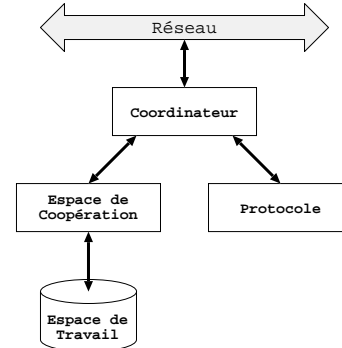 Réseau
Coordinateur
Espace de
Coopération
Protocole
Espace de
Travail